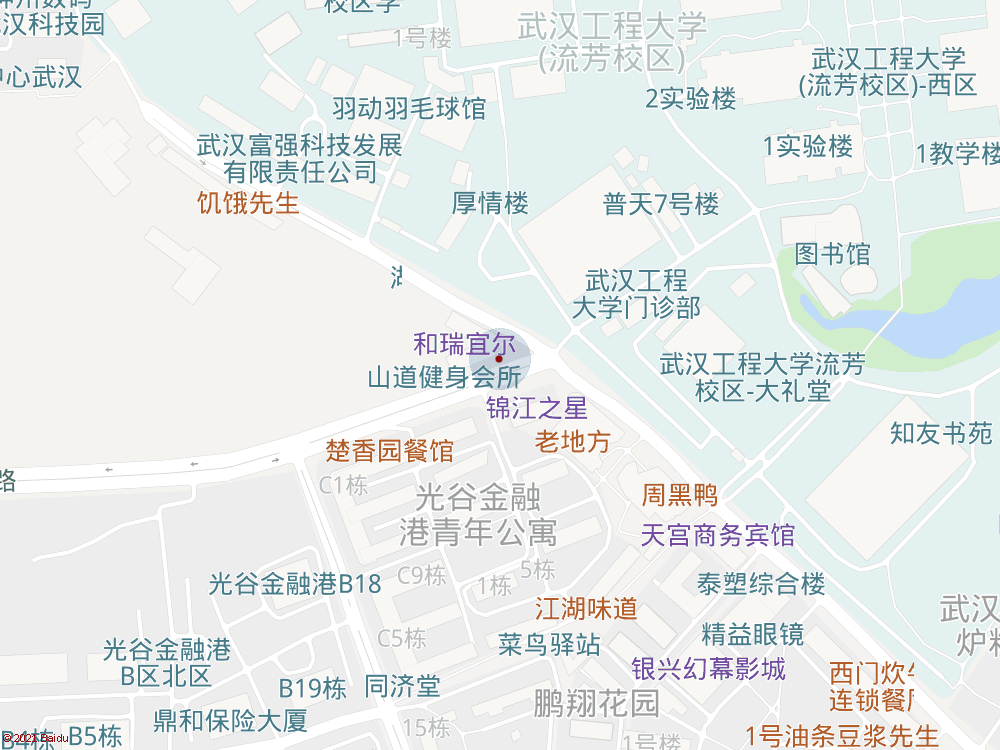 校区学
武汉工程大学
(流芳校区)
汉科技园
1号楼
中心武汉
武汉工程大学
(流芳校区)-西区
2实验楼
羽动羽毛球馆
武汉富强科技发展
有限责任公司
1实验楼
1教学楼
饥饿先生
厚情楼
普天7号楼
图书馆
武汉工程
大学门诊部
和瑞宜尔
山道健身会所
武汉工程大学流芳
校区-大礼堂
锦江之星
老地方
知友书苑
楚香园餐馆
路
C1栋
光谷金融
港青年公寓
周黑鸭
天宫商务宾馆
C9栋
5栋
1栋
光谷金融港B18
泰塑综合楼
江湖味道
武汉
C5栋
菜鸟驿站
精益眼镜
光谷金融港
B区北区
银兴幻幕影城
西门炊
连锁餐
B19栋
同济堂
鹏翔花园
鼎和保险大厦
15栋
B4栋
B5栋
1号楼
1号油条豆浆先生
© 2021 Baidu